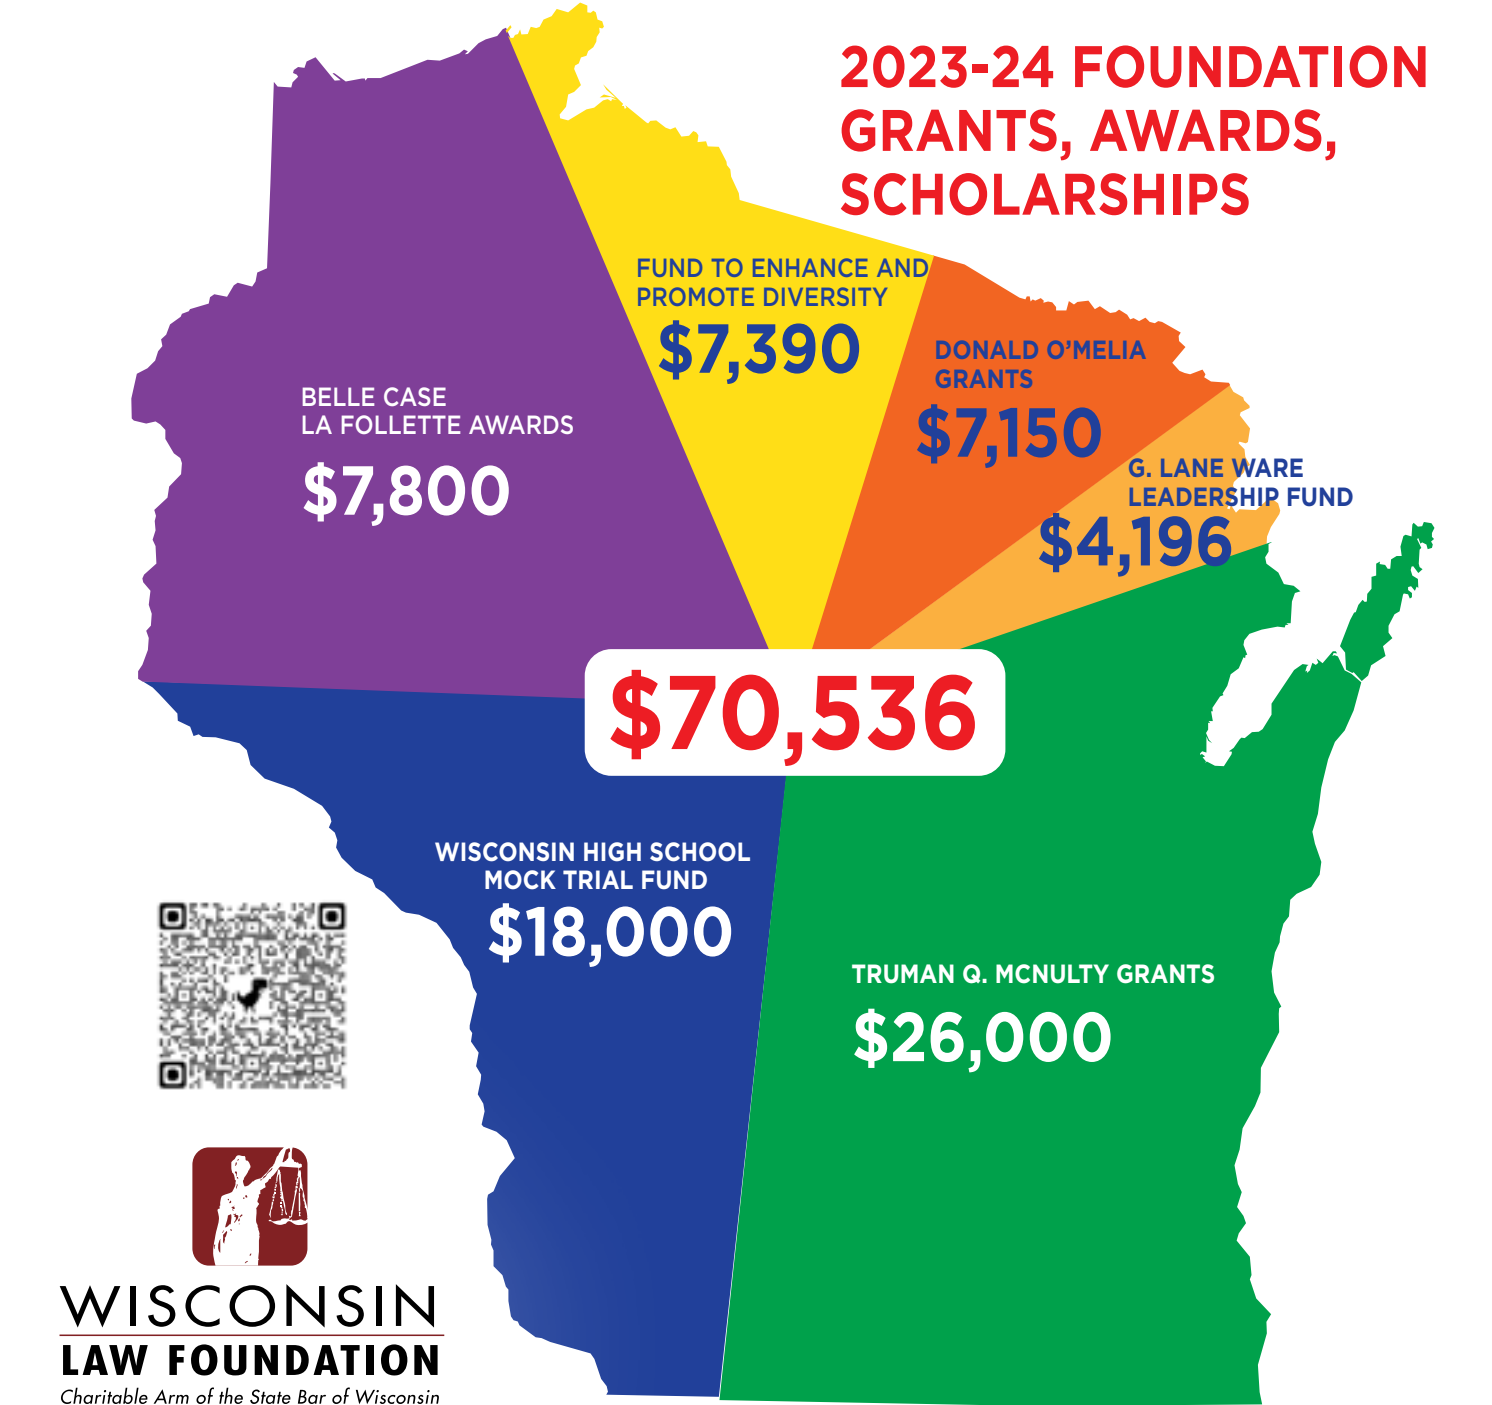 2023-24 FOUNDATION
GRANTS, AWARDS,
SCHOLARSHIPS
FUND TO ENHANCE AND
PROMOTE DIVERSITY
$7,390
DONALD O’MELIA
GRANTS
$7,150
BELLE CASE
LA FOLLETTE AWARDS
$7,800
G. LANE WARE
LEADERSHIP FUND
$4,196
$70,536
WISCONSIN HIGH SCHOOL
MOCK TRIAL FUND
$18,000
TRUMAN Q. MCNULTY GRANTS
$26,000
WISCONSIN
LAW FOUNDATION
Charitable Arm of the State Bar of Wisconsin